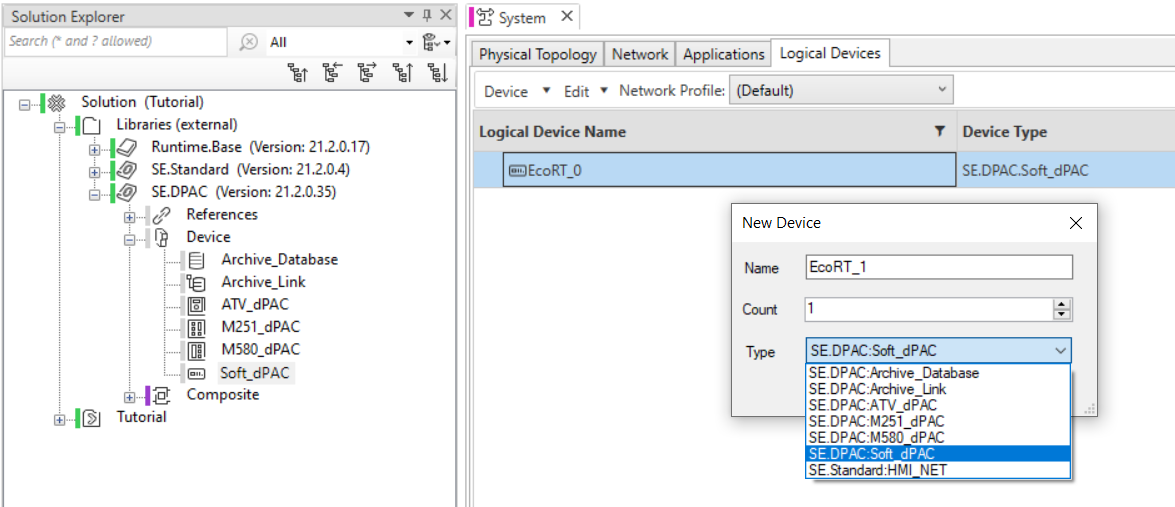 Solution Explorer
Search (* and ? allowed)
All
Solution (Tutorial)
Libraries (external)
Runtime.Base (Version: 21.2.0.17)
SE.Standard (Version: 21.2.0.4)
SE.DPAC (Version: 21.2.0.35)
References
Device
Archive_Database
Archive_Link
ATV_dPAC
M251_dPAC
M580_dPAC
Soft_dPAC
Composite
Tutorial
System
Physical Topology Network Applications Logical Devices
Device Edit Network Profile: (Default)
Logical Device Name Device Type
EcoRT_0 SE.DPAC.Soft_dPAC
New Device
Name EcoRT_1
Count 1
Type SE.DPAC:Soft_dPAC
SE.DPAC:Archive_Database
SE.DPAC:Archive_Link
SE.DPAC:ATV_dPAC
SE.DPAC:M251_dPAC
SE.DPAC:M580_dPAC
SE.DPAC:Soft_dPAC
SE.Standard:HMI_NET